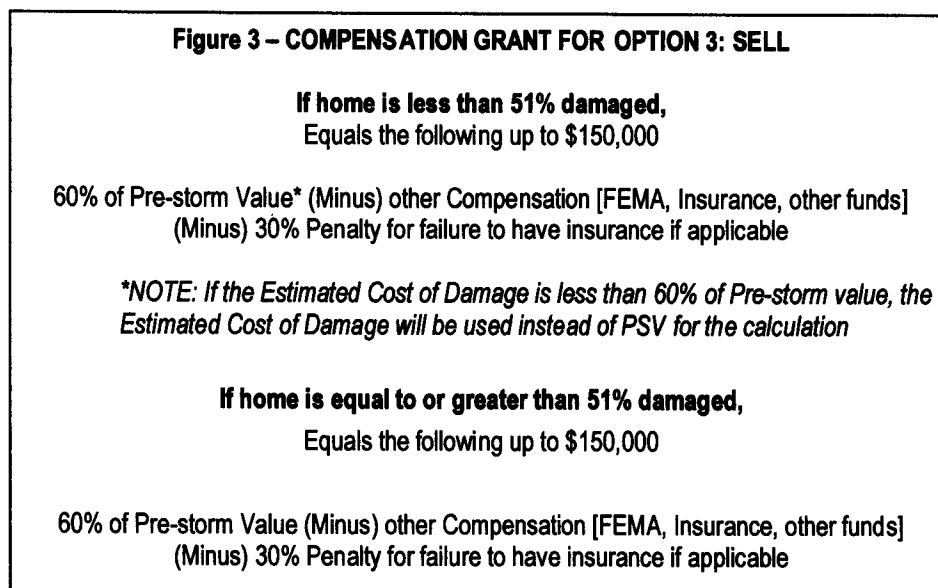 Figure 3 – COMPENSATION GRANT FOR OPTION 3: SELL
If home is less than 51% damaged,
Equals the following up to $150,000
60% of Pre-storm Value* (Minus) other Compensation [FEMA, Insurance, other funds]
(Minus) 30% Penalty for failure to have insurance if applicable
*NOTE: If the Estimated Cost of Damage is less than 60% of Pre-storm value, the
Estimated Cost of Damage will be used instead of PSV for the calculation
If home is equal to or greater than 51% damaged,
Equals the following up to $150,000
60% of Pre-storm Value (Minus) other Compensation [FEMA, Insurance, other funds]
(Minus) 30% Penalty for failure to have insurance if applicable